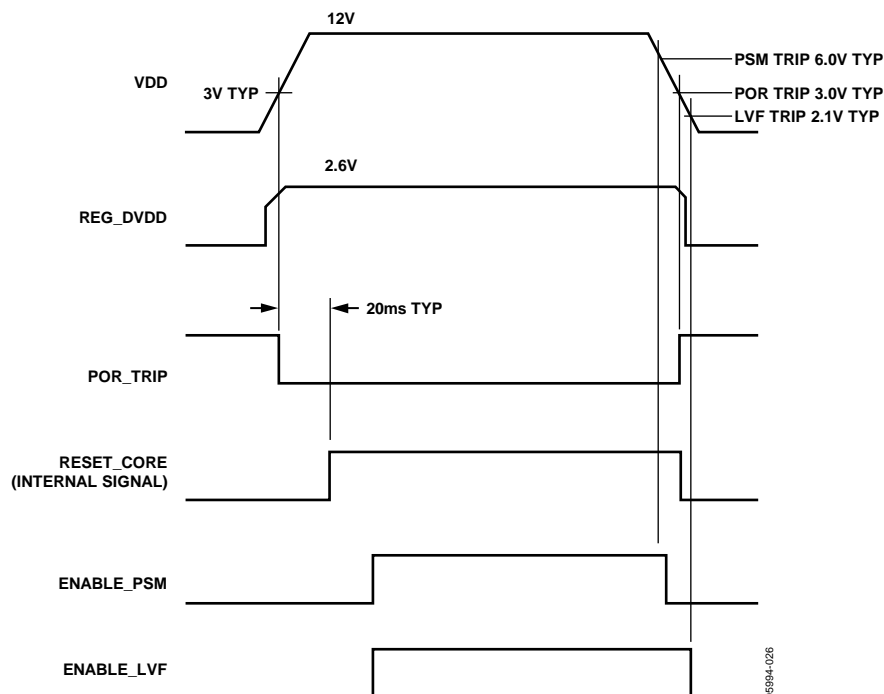 12V
PSM TRIP 6.0V TYP
VDD
3V TYP
POR TRIP 3.0V TYP
LVF TRIP 2.1V TYP
2.6V
REG_DVDD
20ms TYP
POR_TRIP
RESET_CORE
(INTERNAL SIGNAL)
ENABLE_PSM
ENABLE_LVF
5994-026